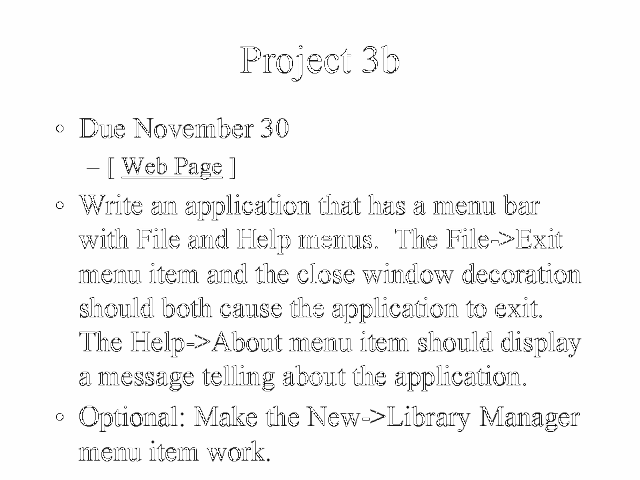 Project 3b
• Due November 30
– [ Web Page ]
• Write an application that has a menu bar
with File and Help menus.  The File->Exit
menu item and the close window decoration
should both cause the application to exit.
The Help->About menu item should display
a message telling about the application.
• Optional: Make the New->Library Manager
menu item work.